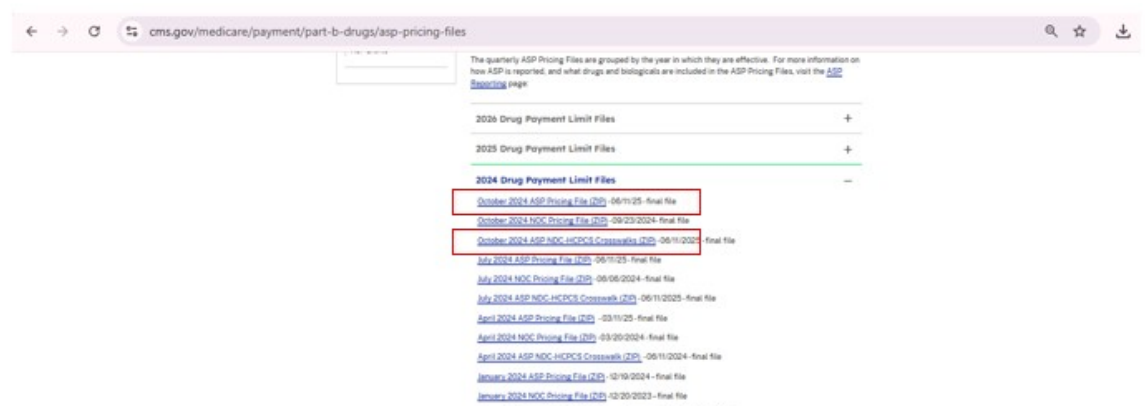 cms.gov/medicare/payment/part-b-drugs/asp-pricing-files
The quarterly ASP Pricing Files are grouped by the year in which they are effective. For more information on
how ASP is reported, and what drugs and biologicals are included in the ASP Pricing Files, visit the ASP
Reporting page:
2026 Drug Payment Limit Files +
2025 Drug Payment Limit Files +
2024 Drug Payment Limit Files –
October 2024 ASP Pricing File (ZIP) -06/11/25- final file
October 2024 NOC Pricing File (ZIP) -09/23/2024- final file
October 2024 ASP NDC-HCPCS Crosswalks (ZIP) -06/11/2025 -final file
July 2024 ASP Pricing File (ZIP) -06/11/25- final file
July 2024 NOC Pricing File (ZIP) -06/06/2024- final file
July 2024 ASP NDC-HCPCS Crosswalk (ZIP) -06/11/2025- final file
April 2024 ASP Pricing File (ZIP) -03/11/25- final file
April 2024 NOC Pricing File (ZIP) -03/20/2024- final file
April 2024 ASP NDC-HCPCS Crosswalk (ZIP) -06/11/2024- final file
January 2024 ASP Pricing File (ZIP) -12/19/2024 - final file
January 2024 NOC Pricing File (ZIP) -12/20/2023 - final file